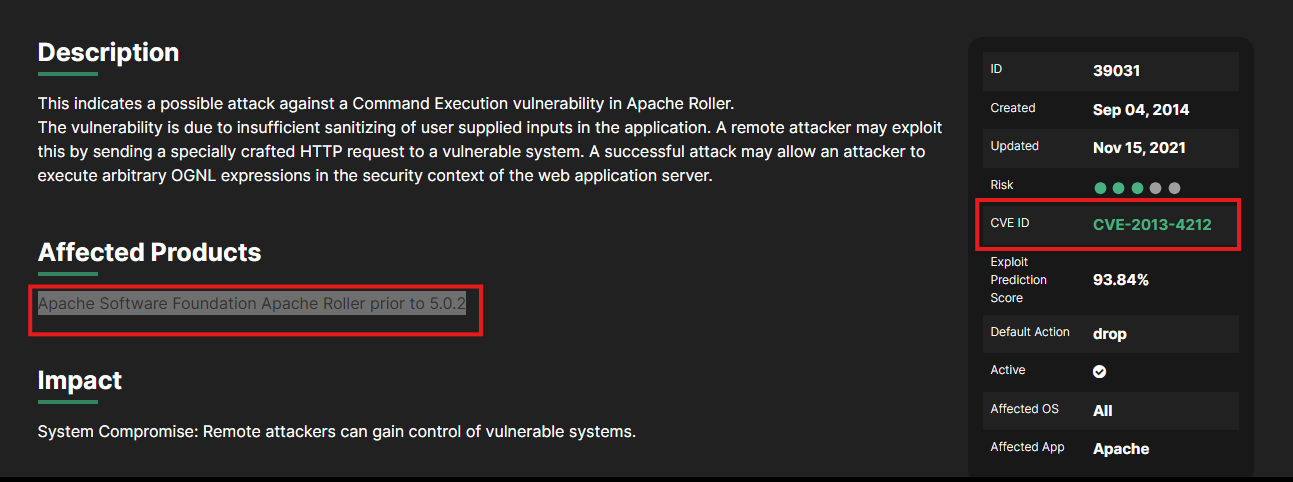 Description
This indicates a possible attack against a Command Execution vulnerability in Apache Roller.
The vulnerability is due to insufficient sanitizing of user supplied inputs in the application. A remote attacker may exploit
this by sending a specially crafted HTTP request to a vulnerable system. A successful attack may allow an attacker to
execute arbitrary OGNL expressions in the security context of the web application server.
Affected Products
Apache Software Foundation Apache Roller prior to 5.0.2
Impact
System Compromise: Remote attackers can gain control of vulnerable systems.
ID 39031
Created Sep 04, 2014
Updated Nov 15, 2021
Risk
CVE ID CVE-2013-4212
Exploit
Prediction 93.84%
Score
Default Action drop
Active
Affected OS All
Affected App Apache